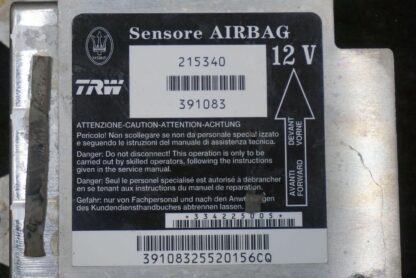 Sensore AIRBAG
215340
12 V
TRW
391083
ATTENZIONE-CAUTION-ATTENTION-ACHTUNG
Pericolo! Non scollegare se non da personale specializzato
e seguendo le istruzioni del manuale di assistenza tecnica.
Danger: Do not disconnect! This operation is only to be
carried out by skilled operators, following the instructions
given in the service manual.
Danger: Seul le personel specialisé est autorisé à debrancher
en se tenant aux instructions du manuel de reparation.
Gefahr: nur von Fachpersonal und nach den
des Kundendiensthandbuches abtrennen lassen.
DEVANT
VORNE
AVANTI
FORWARD
*334225005*
39108325520156CQ